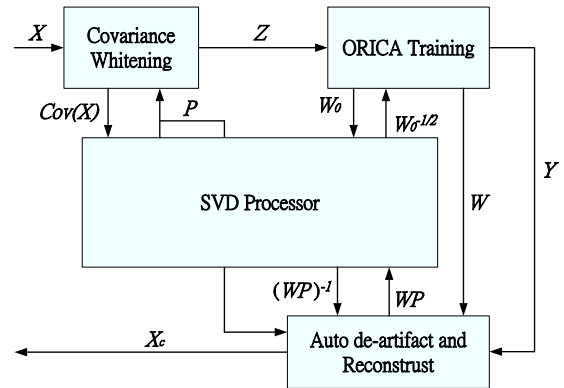 X
Covariance
Whitening
Z
ORICA Training
Cov(X)
P
W₀
W₀⁻¹/²
Y
SVD Processor
W
(WP)⁻¹
WP
Auto de-artifact and
Reconstrust
Xc